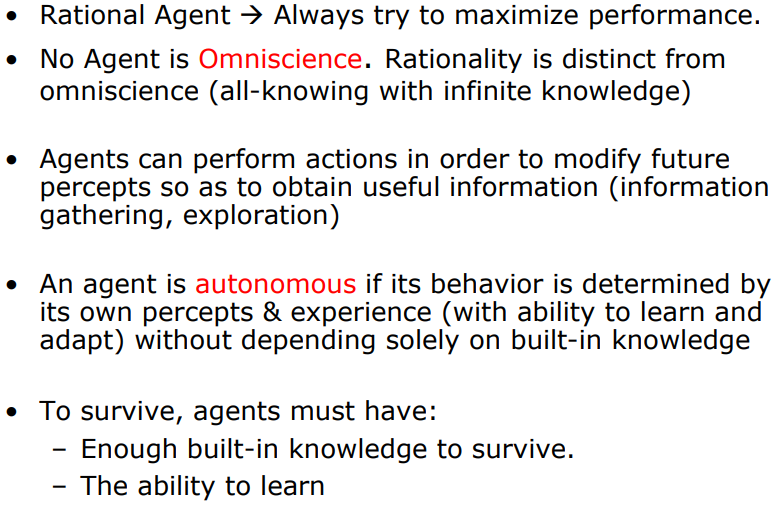 • Rational Agent → Always try to maximize performance.
• No Agent is Omniscience. Rationality is distinct from
omniscience (all-knowing with infinite knowledge)
• Agents can perform actions in order to modify future
percepts so as to obtain useful information (information
gathering, exploration)
• An agent is autonomous if its behavior is determined by
its own percepts & experience (with ability to learn and
adapt) without depending solely on built-in knowledge
• To survive, agents must have:
– Enough built-in knowledge to survive.
– The ability to learn